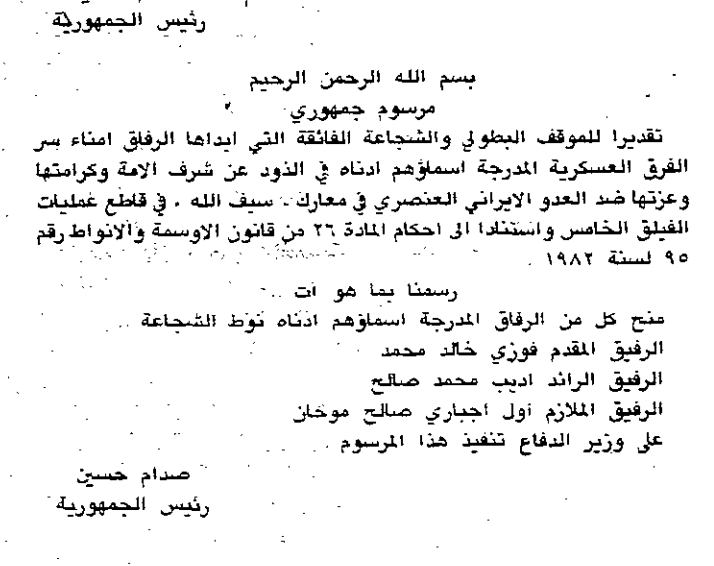 رئيس الجمهورية
بسم الله الرحمن الرحيم
مرسوم جمهوري
تقديرا للموقف البطولي والشجاعة الفائقة التي ابداها الرفاق امناء سر
الفرق العسكرية المدرجة اسماؤهم ادناه في الذود عن شرف الامة وكرامتها
وعزتها ضد العدو الايراني العنصري في معارك . سيف الله . في قاطع عمليات
الفيلق الخامس واستنادا الى احكام المادة ٢٦ من قانون الاوسمة والانواط رقم
٩٥ لسنة ١٩٨٢ .
رسمنا بما هو آت ..
منح كل من الرفاق المدرجة اسماؤهم ادناه نوط الشجاعة ..
الرفيق المقدم فوزي خالد محمد
الرفيق الرائد اديب محمد صالح
الرفيق الملازم أول اجباري صالح موخان
على وزير الدفاع تنفيذ هذا المرسوم .
صدام حسين
رئيس الجمهورية